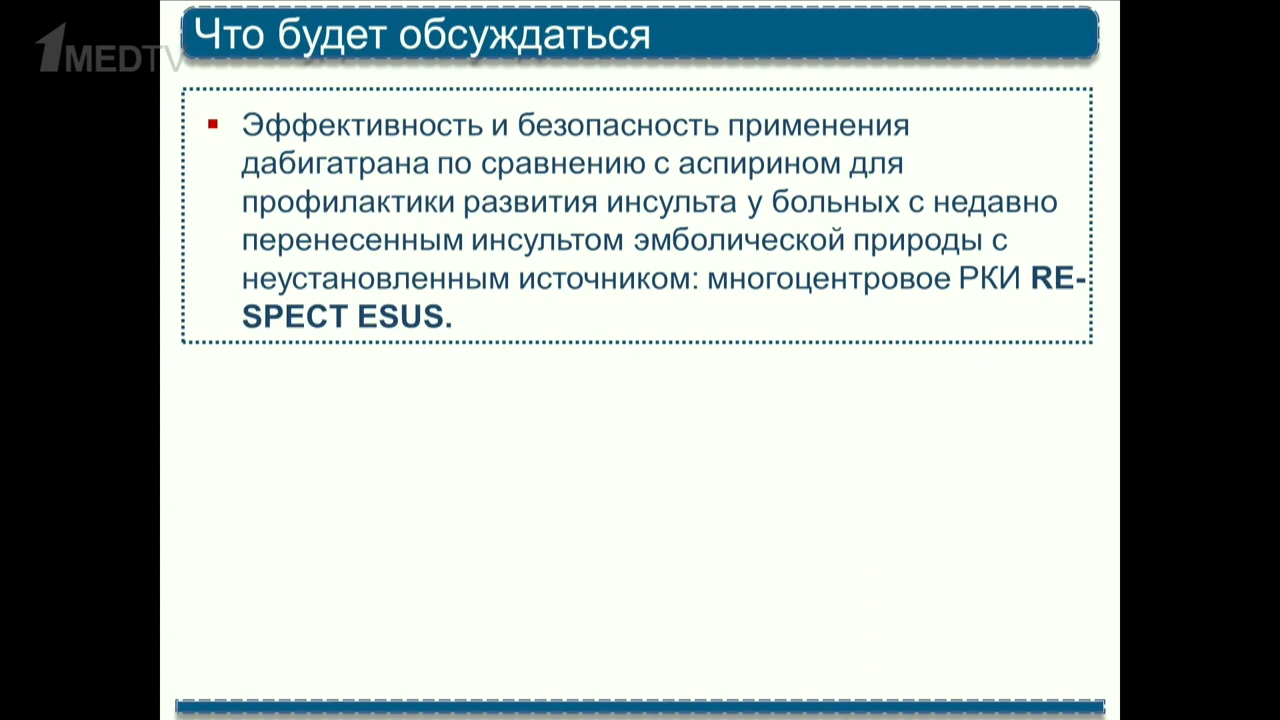 Что будет обсуждаться
1MEDTV
Эффективность и безопасность применения
дабигатрана по сравнению с аспирином для
профилактики развития инсульта у больных с недавно
перенесенным инсультом эмболической природы с
неустановленным источником: многоцентровое РКИ RE-
SPECT ESUS.